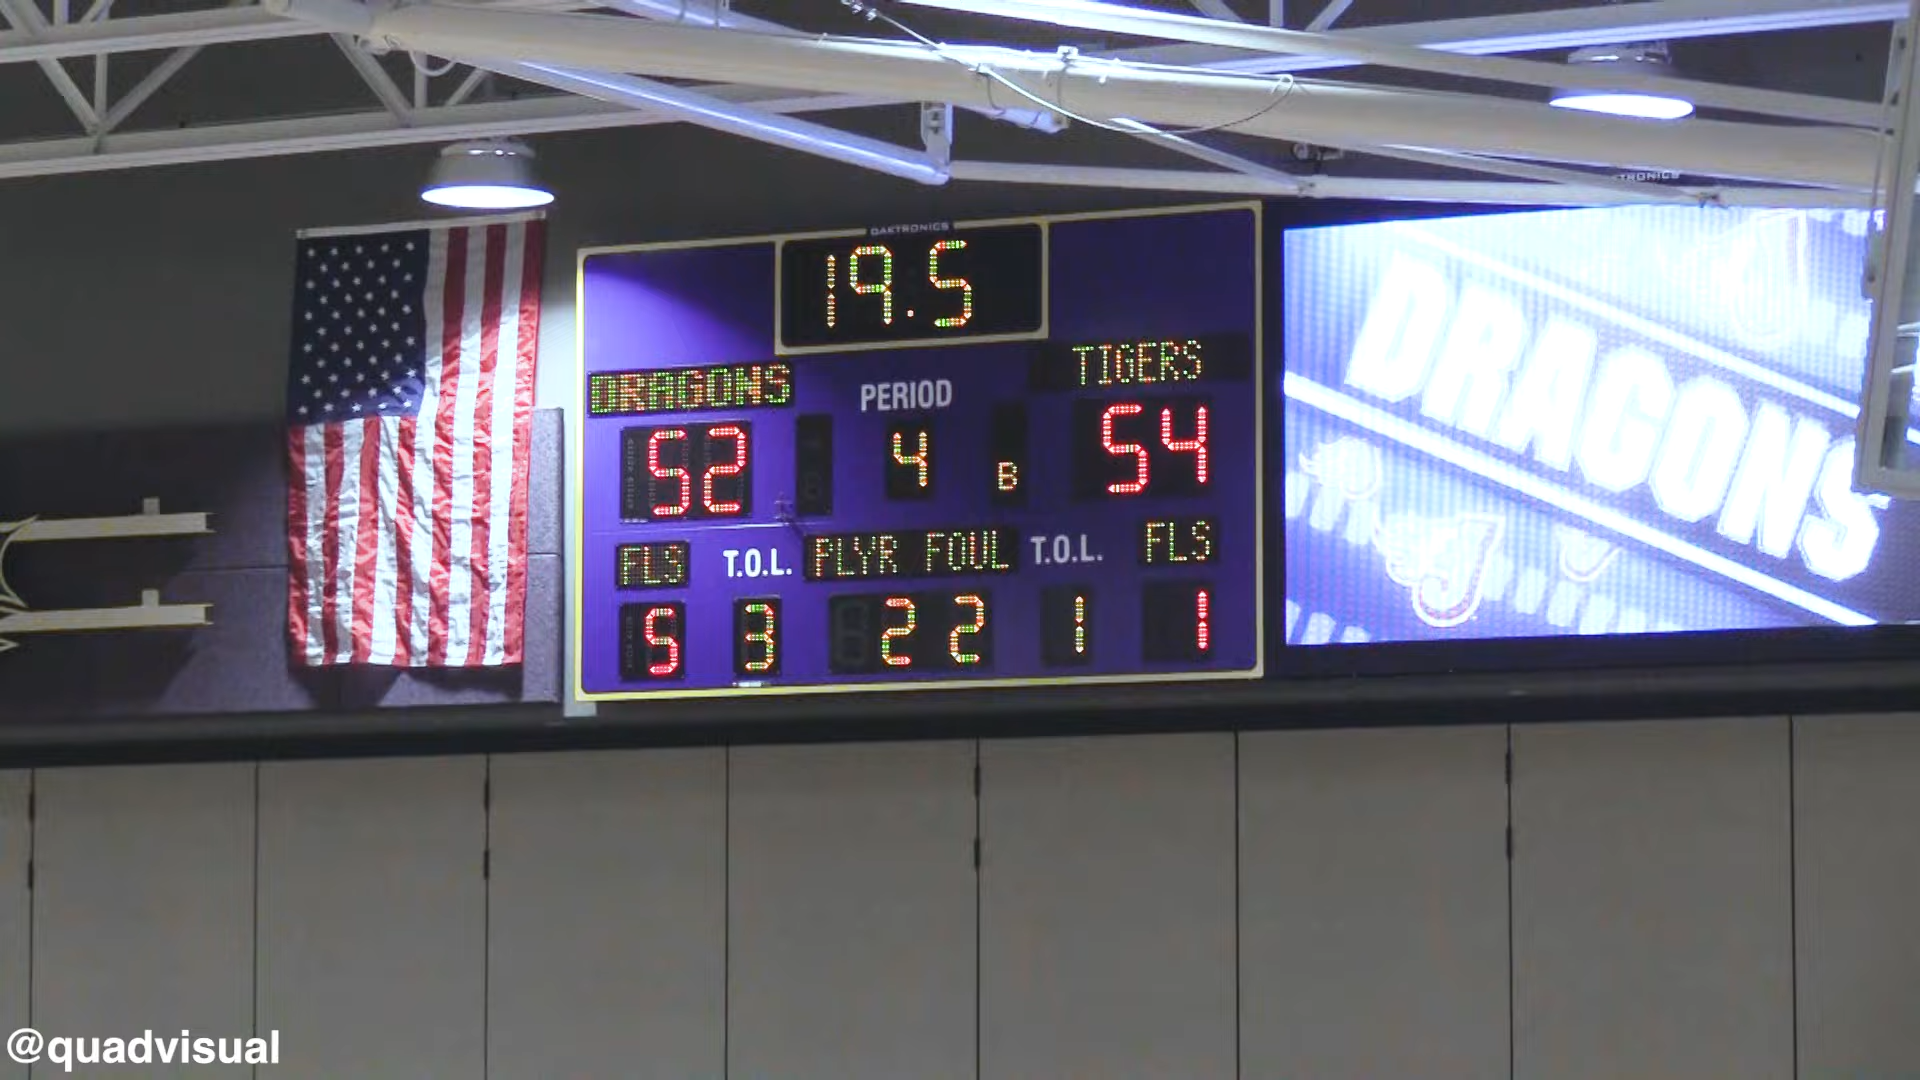 DAKTRONICS
19.5
DRAGONS
PERIOD
TIGERS
52
4
B
54
FLS
T.O.L.
PLYR FOUL
T.O.L.
FLS
5
3
22
1
1
TRONICS
DRAGONS
J
@quadvisual